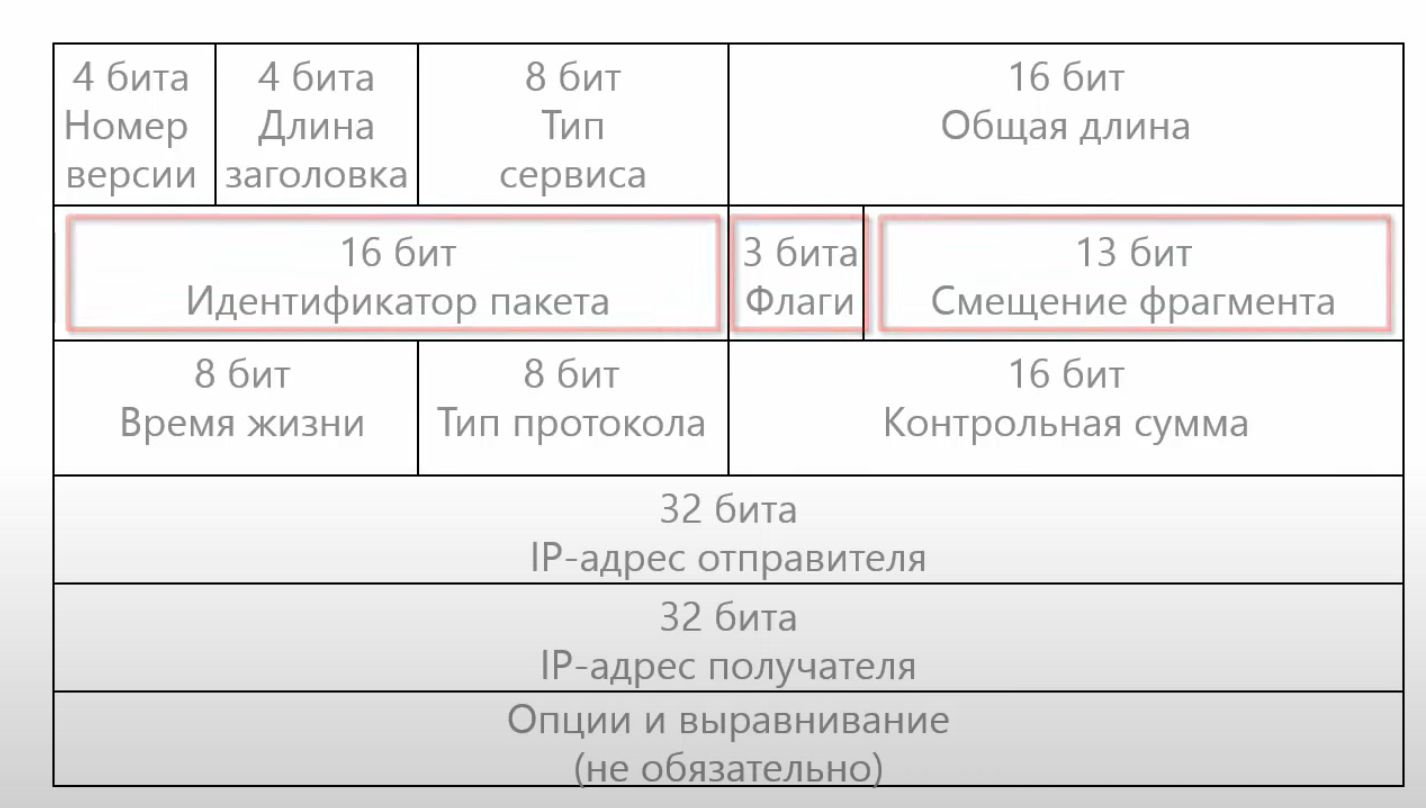 4 бита
Номер
версии
4 бита
Длина
заголовка
8 бит
Тип
сервиса
16 бит
Общая длина
16 бит
Идентификатор пакета
3 бита
Флаги
13 бит
Смещение фрагмента
8 бит
Время жизни
8 бит
Тип протокола
16 бит
Контрольная сумма
32 бита
IP-адрес отправителя
32 бита
IP-адрес получателя
Опции и выравнивание
(не обязательно)